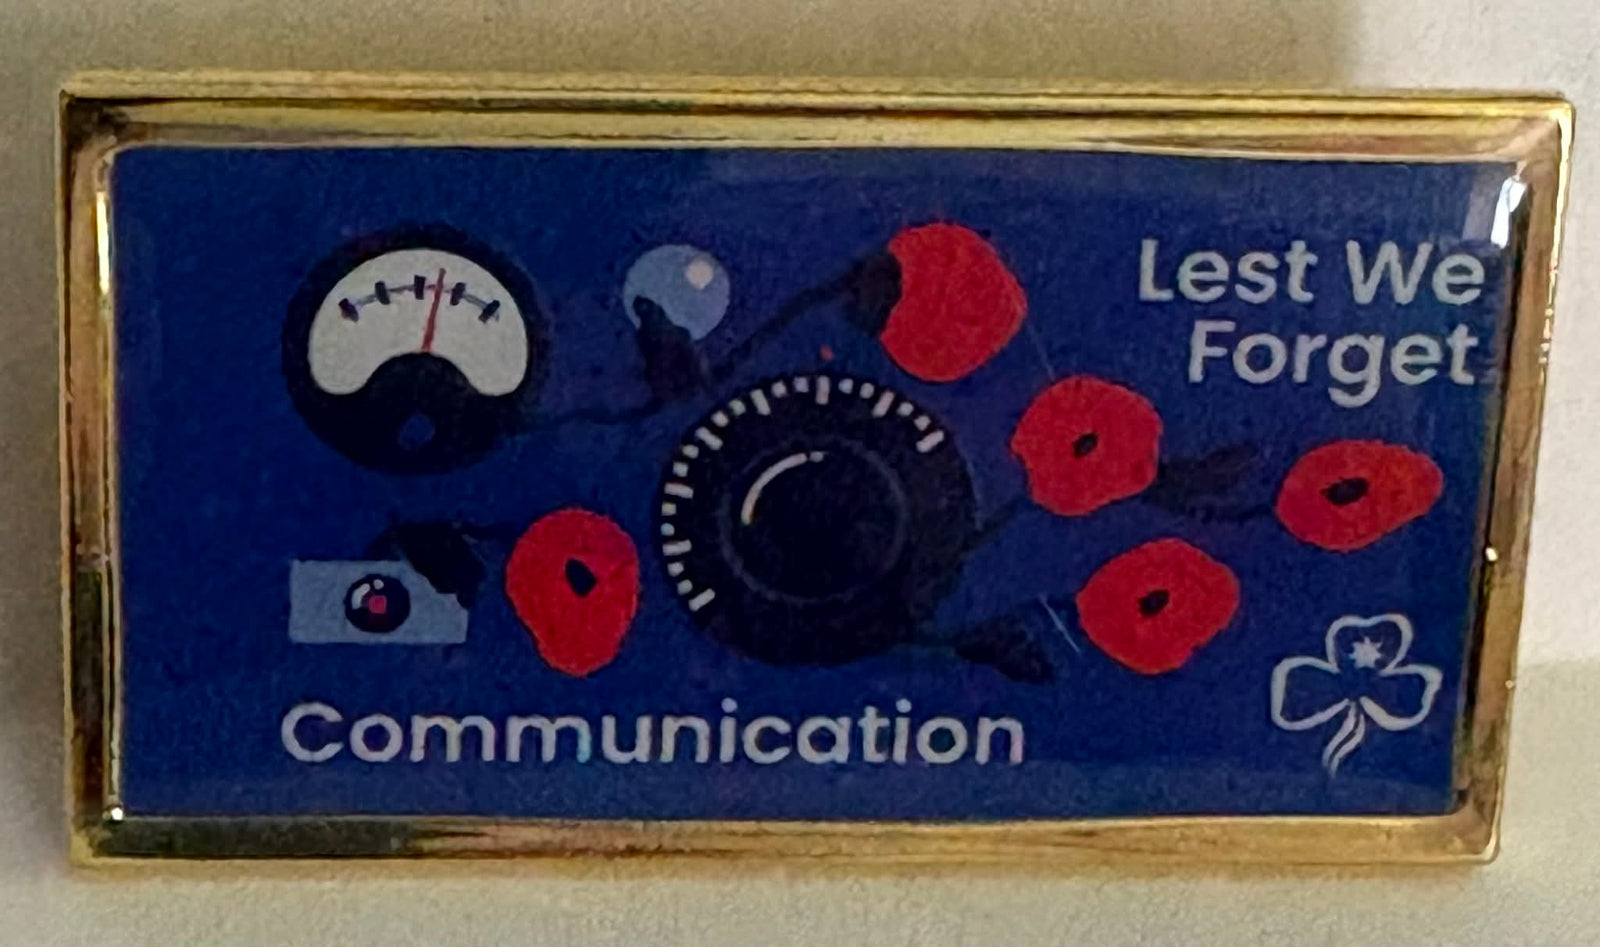 Lest We
Forget
Communication